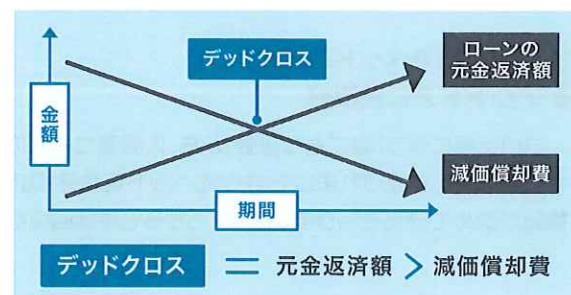 デッドクロス
ローンの
元金返済額
金額
減価償却費
期間
デッドクロス = 元金返済額 > 減価償却費